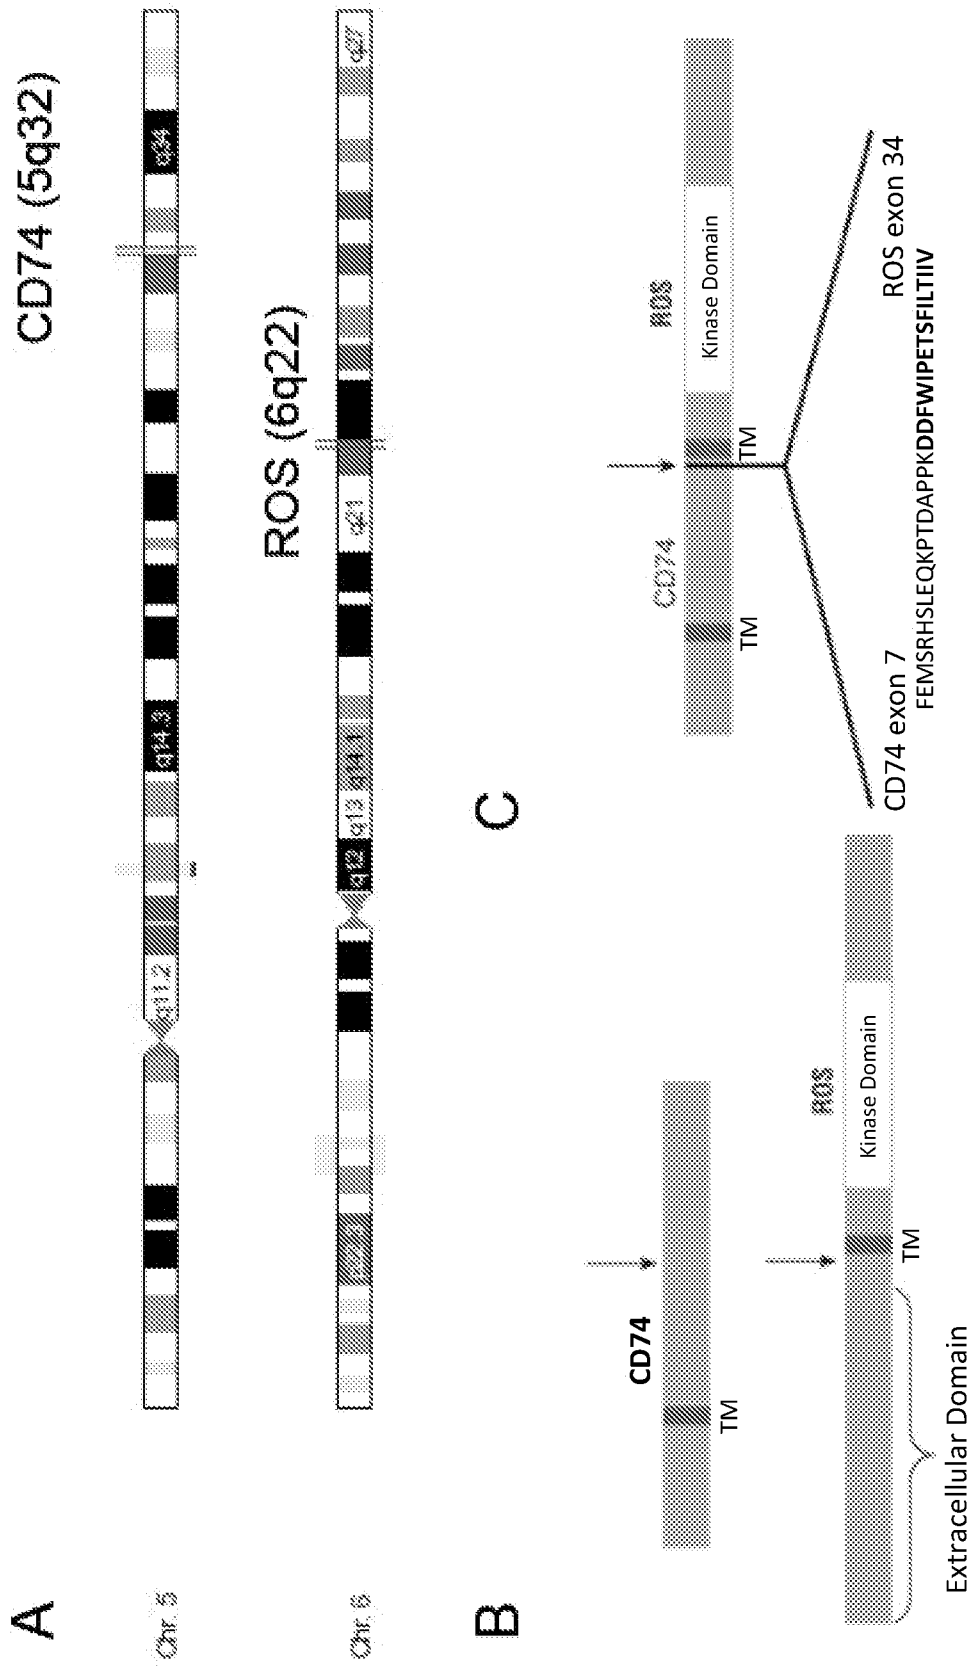 A
CD74 (5q32)
Chr. 5
q11.2
q14.3
q34
ROS (6q22)
Chr. 6
q12
q13
q14.1
q21
q27
B
CD74
TM
ROS
Kinase Domain
TM
Extracellular Domain
C
CD74
ROS
Kinase Domain
TM
TM
CD74 exon 7
ROS exon 34
FEMSRHSLEQKPTDAPPKDDFWIPETSFILTIIV